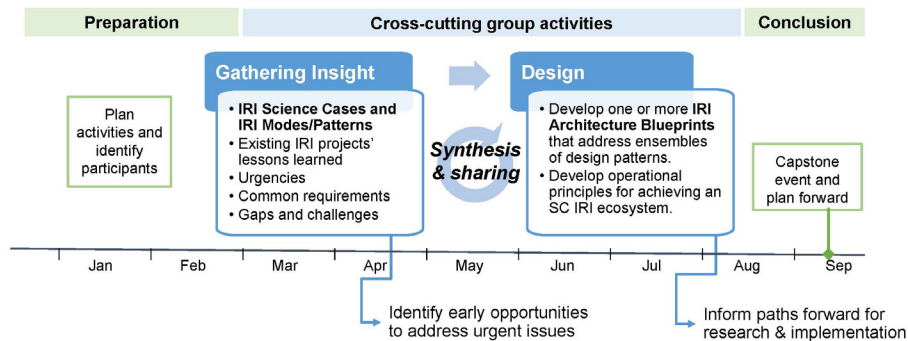 Preparation
Cross-cutting group activities
Conclusion
Gathering Insight
Design
Plan
activities and
identify
participants
• IRI Science Cases and
IRI Modes/Patterns
• Existing IRI projects'
lessons learned
• Urgencies
• Common requirements
• Gaps and challenges
Synthesis
& sharing
• Develop one or more IRI
Architecture Blueprints
that address ensembles
of design patterns.
• Develop operational
principles for achieving an
SC IRI ecosystem.
Capstone
event and
plan forward
Jan Feb Mar Apr May Jun Jul Aug Sep
Identify early opportunities
to address urgent issues
Inform paths forward for
research & implementation